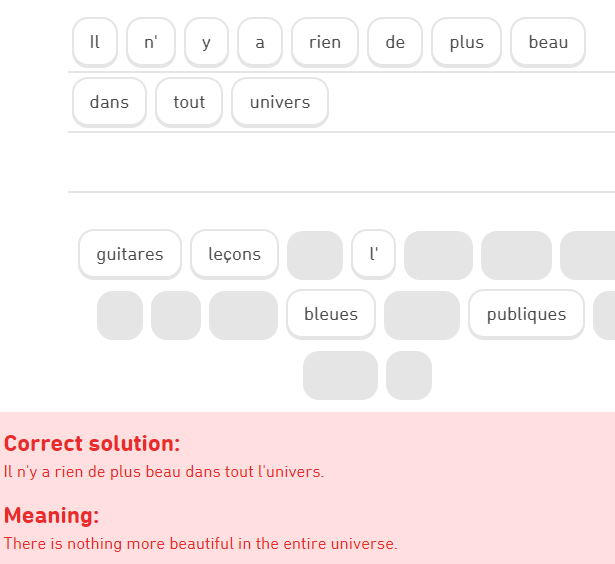 Il n' y a rien de plus beau
dans tout univers
guitares leçons l'
bleues publiques
Correct solution:
Il n'y a rien de plus beau dans tout l'univers.
Meaning:
There is nothing more beautiful in the entire universe.